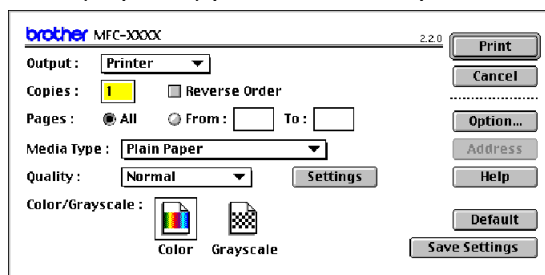 brother MFC-XXXX 2.2.0
Print
Output : Printer
Cancel
Copies : 1 Reverse Order
Pages : All From : To :
Option...
Media Type : Plain Paper
Address
Quality : Normal Settings
Help
Color/Grayscale :
Default
Color Grayscale
Save Settings